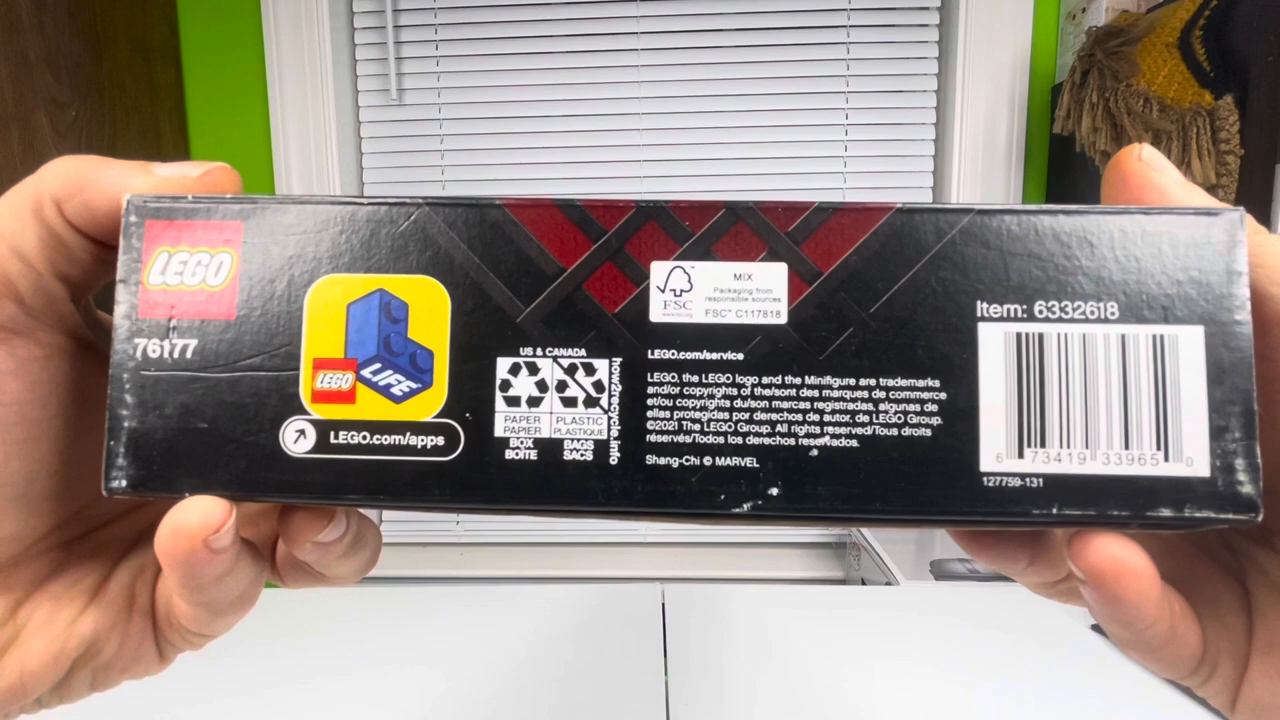 LEGO
76177
LEGO
LIFE
LEGO.com/apps
US & CANADA
PAPER
PAPIER
BOX
BOÎTE
PLASTIC
PLASTIQUE
BAGS
SACS
how2recycle.info
FSC
www.fsc.org
MIX
Packaging from
responsible sources
FSC™ C117818
LEGO.com/service
LEGO, the LEGO logo and the Minifigure are trademarks
and/or copyrights of the/sont des marques de commerce
et/ou copyrights du/son marcas registradas, algunas de
ellas protegidas por derechos de autor, de LEGO Group.
©2021 The LEGO Group. All rights reserved/Tous droits
réservés/Todos los derechos reservados.
Shang-Chi © MARVEL
Item: 6332618
6 73419 33965 0
127759-131